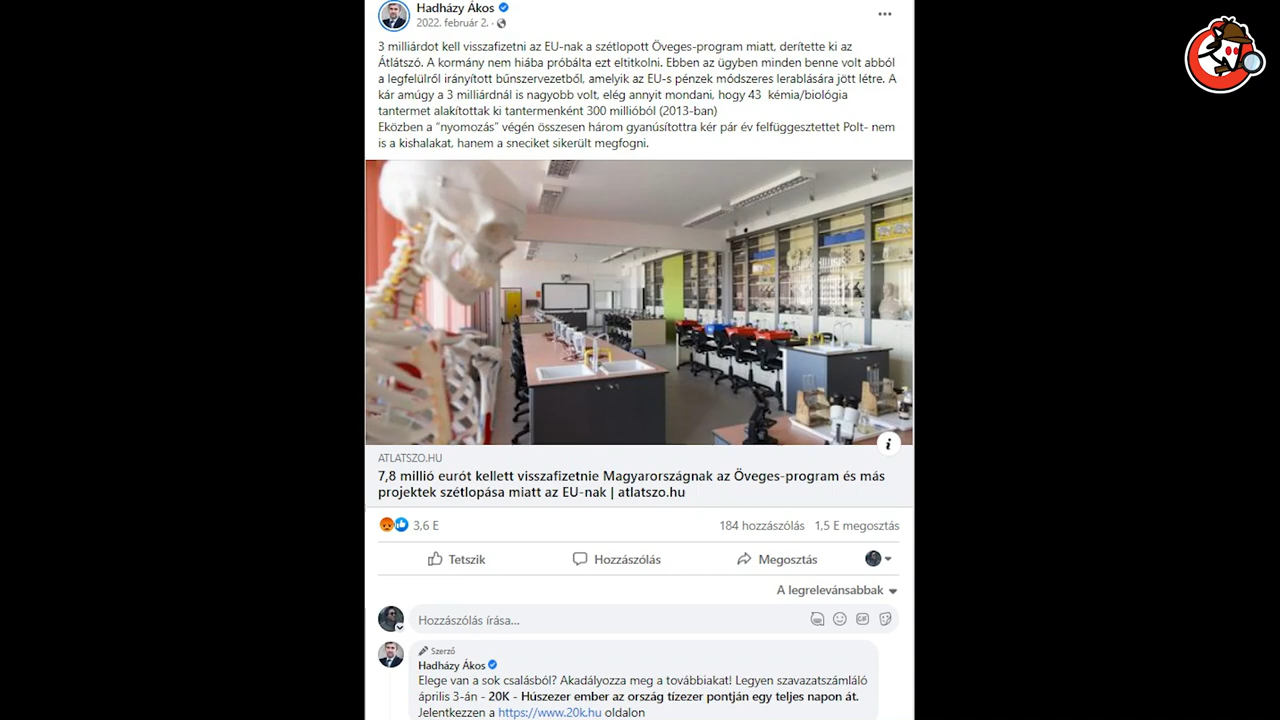 Hadházy Ákos
2022. február 2. ·
3 milliárdot kell visszafizetni az EU-nak a szétlopott Öveges-program miatt, derítette ki az
Átlátszó. A kormány nem hiába próbálta ezt eltitkolni. Ebben az ügyben minden benne volt abból
a legfelülről irányított bűnszervezetből, amelyik az EU-s pénzek módszeres lerablására jött létre. A
kár amúgy a 3 milliárdnál is nagyobb volt, elég annyit mondani, hogy 43 kémia/biológia
tantermet alakítottak ki tantermenként 300 millióból (2013-ban)
Eközben a “nyomozás” végén összesen három gyanúsítottra kér pár év felfüggesztettet Polt- nem
is a kishalakat, hanem a sneciket sikerült megfogni.
ATLATSZO.HU
7,8 millió eurót kellett visszafizetnie Magyarországnak az Öveges-program és más
projektek szétlopása miatt az EU-nak | atlatszo.hu
3,6 E
184 hozzászólás 1,5 E megosztás
Tetszik Hozzászólás Megosztás
A legrelevánsabbak
Hozzászólás írása...
GIF
Szerző
Hadházy Ákos
Elege van a sok csalásból? Akadályozza meg a továbbiakat! Legyen szavazatszámláló
április 3-án - 20K - Húszezer ember az ország tízezer pontján egy teljes napon át.
Jelentkezzen a https://www.20k.hu oldalon